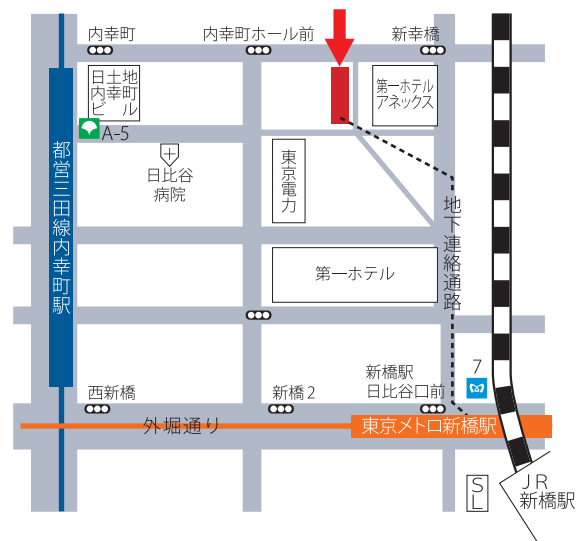 内幸町
内幸町ホール前
新幸橋
日土地
内幸町
ビル
第一ホテル
アネックス
A-5
日比谷
病院
東京電力
都営三田線内幸町駅
地下連絡通路
第一ホテル
7
新橋駅
日比谷口前
西新橋
新橋2
外堀通り
東京メトロ新橋駅
SL
JR
新橋駅